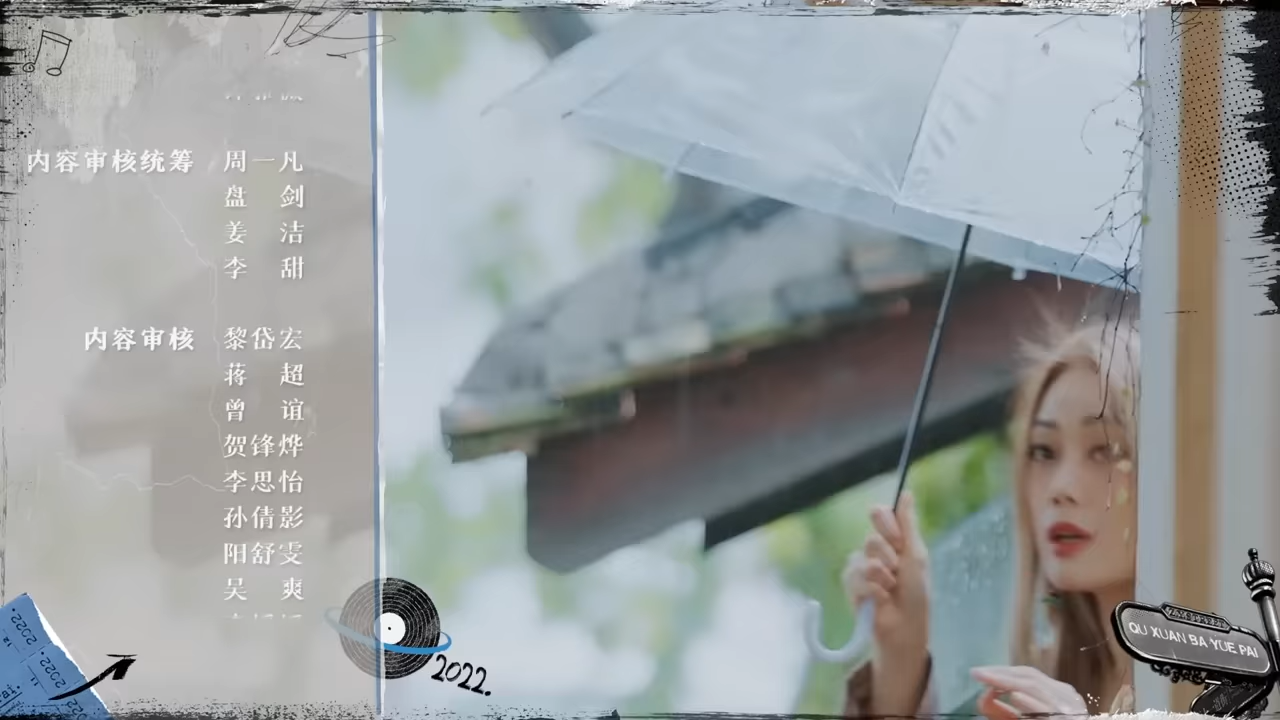 内容审核统筹 周一凡
盘 剑
姜 洁
李 甜
内容审核 黎岱宏
蒋 超
曾 谊
贺锋烨
李思怡
孙倩影
阳舒雯
吴 爽
2022.
2022.
2022.
QU XUAN BA YUE PAI